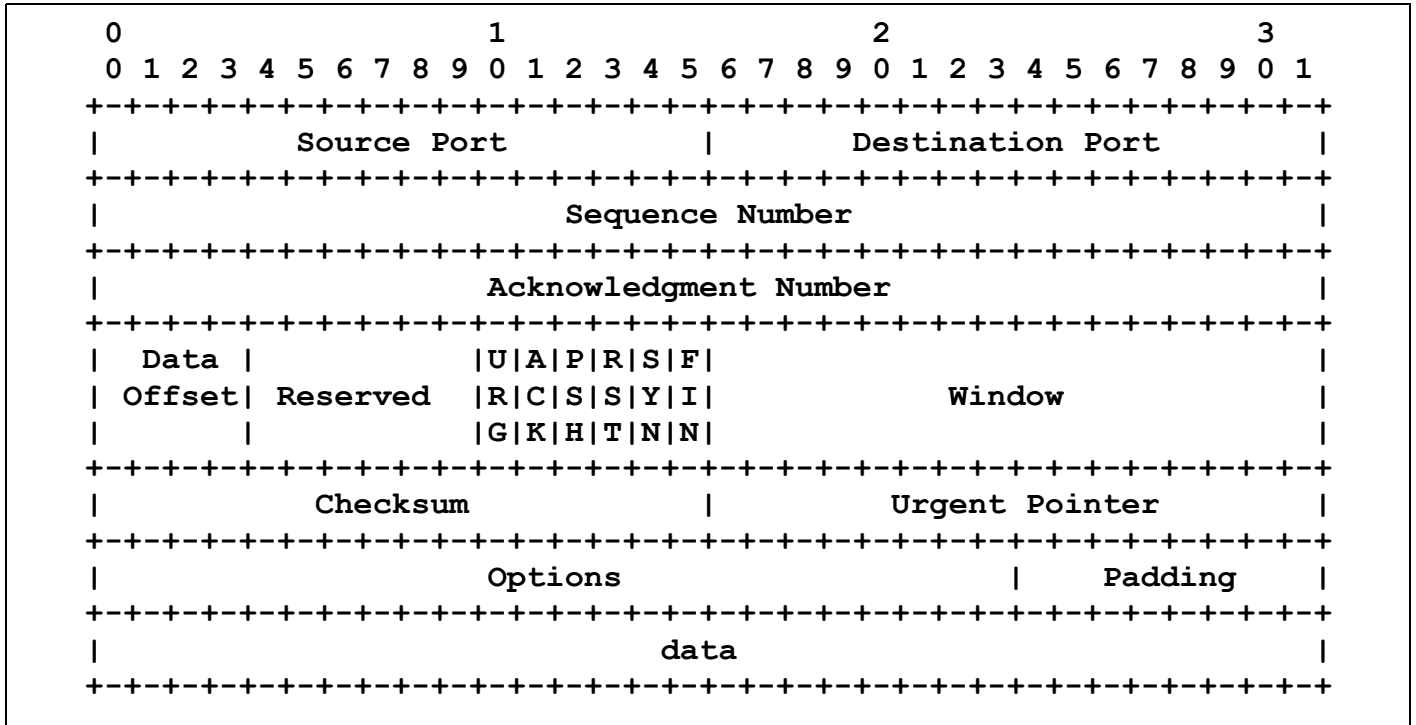 0                   1                   2                   3
 0 1 2 3 4 5 6 7 8 9 0 1 2 3 4 5 6 7 8 9 0 1 2 3 4 5 6 7 8 9 0 1
+-+-+-+-+-+-+-+-+-+-+-+-+-+-+-+-+-+-+-+-+-+-+-+-+-+-+-+-+-+-+-+-+
|          Source Port          |       Destination Port        |
+-+-+-+-+-+-+-+-+-+-+-+-+-+-+-+-+-+-+-+-+-+-+-+-+-+-+-+-+-+-+-+-+
|                        Sequence Number                        |
+-+-+-+-+-+-+-+-+-+-+-+-+-+-+-+-+-+-+-+-+-+-+-+-+-+-+-+-+-+-+-+-+
|                    Acknowledgment Number                      |
+-+-+-+-+-+-+-+-+-+-+-+-+-+-+-+-+-+-+-+-+-+-+-+-+-+-+-+-+-+-+-+-+
|  Data |           |U|A|P|R|S|F|                               |
| Offset| Reserved  |R|C|S|S|Y|I|            Window             |
|       |           |G|K|H|T|N|N|                               |
+-+-+-+-+-+-+-+-+-+-+-+-+-+-+-+-+-+-+-+-+-+-+-+-+-+-+-+-+-+-+-+-+
|           Checksum            |         Urgent Pointer        |
+-+-+-+-+-+-+-+-+-+-+-+-+-+-+-+-+-+-+-+-+-+-+-+-+-+-+-+-+-+-+-+-+
|                    Options                    |    Padding    |
+-+-+-+-+-+-+-+-+-+-+-+-+-+-+-+-+-+-+-+-+-+-+-+-+-+-+-+-+-+-+-+-+
|                             data                              |
+-+-+-+-+-+-+-+-+-+-+-+-+-+-+-+-+-+-+-+-+-+-+-+-+-+-+-+-+-+-+-+-+